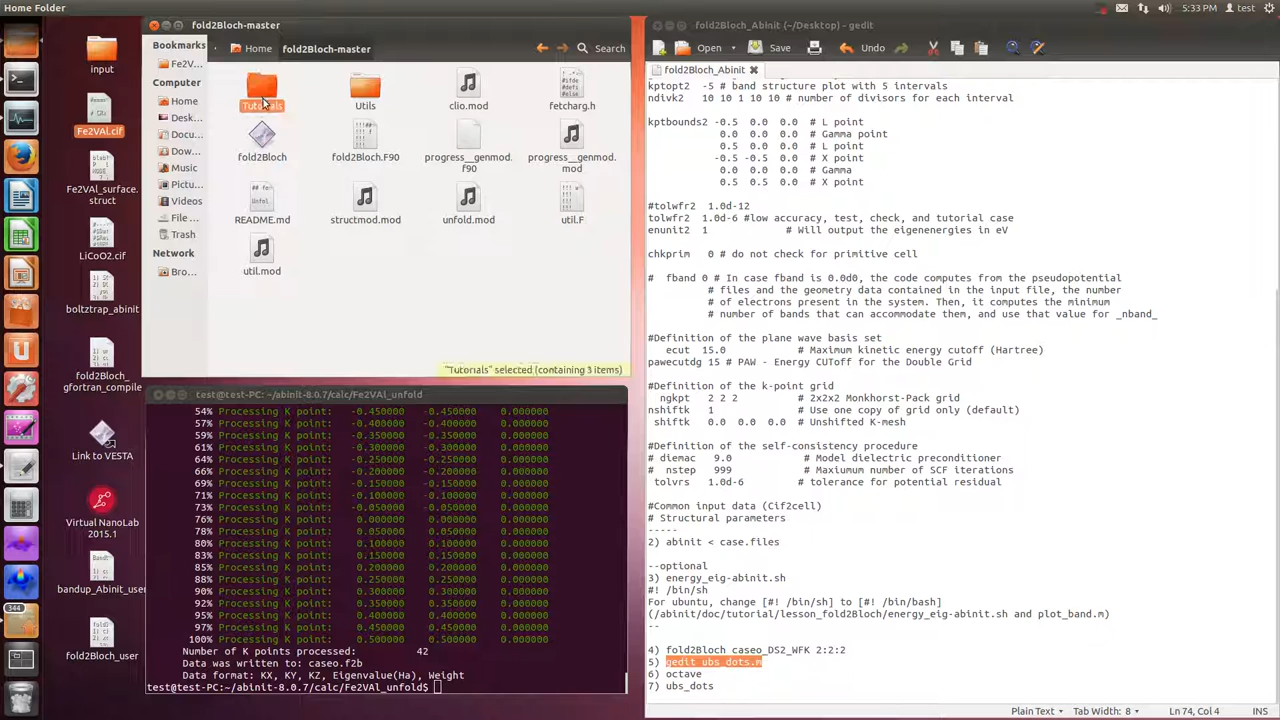 Home Folder
5:33 PM
test
input
Fe2VAl.cif
Fe2VAl_surface.
struct
LiCoO2.cif
boltztrap_abinit
fold2Bloch_
gfortran_compile
Link to VESTA
Virtual NanoLab
2015.1
bandup_Abinit_user
fold2Bloch_user
344
fold2Bloch-master
Home
fold2Bloch-master
Search
Bookmarks
Fe2V...
Computer
Home
Desk...
Docu...
Dow...
Music
Pictu...
Videos
File ...
Trash
Network
Bro...
Tutorials
Utils
clio.mod
fetcharg.h
fold2Bloch
fold2Bloch.F90
progress__genmod.
f90
progress__genmod.
mod
README.md
structmod.mod
unfold.mod
util.F
util.mod
"Tutorials" selected (containing 3 items)
test@test-PC: ~/abinit-8.0.7/calc/Fe2VAl_unfold
54% Processing K point: -0.450000 -0.450000 0.000000
57% Processing K point: -0.400000 -0.400000 0.000000
59% Processing K point: -0.350000 -0.350000 0.000000
61% Processing K point: -0.300000 -0.300000 0.000000
64% Processing K point: -0.250000 -0.250000 0.000000
66% Processing K point: -0.200000 -0.200000 0.000000
69% Processing K point: -0.150000 -0.150000 0.000000
71% Processing K point: -0.100000 -0.100000 0.000000
73% Processing K point: -0.050000 -0.050000 0.000000
76% Processing K point: 0.000000 0.000000 0.000000
78% Processing K point: 0.050000 0.050000 0.000000
80% Processing K point: 0.100000 0.100000 0.000000
83% Processing K point: 0.150000 0.150000 0.000000
85% Processing K point: 0.200000 0.200000 0.000000
88% Processing K point: 0.250000 0.250000 0.000000
90% Processing K point: 0.300000 0.300000 0.000000
92% Processing K point: 0.350000 0.350000 0.000000
95% Processing K point: 0.400000 0.400000 0.000000
97% Processing K point: 0.450000 0.450000 0.000000
100% Processing K point: 0.500000 0.500000 0.000000
Number of K points processed: 42
Data was written to: caseo.f2b
Data format: KX, KY, KZ, Eigenvalue(Ha), Weight
test@test-PC:~/abinit-8.0.7/calc/Fe2VAl_unfold$
fold2Bloch_Abinit (~/Desktop) - gedit
Open
Save
Undo
fold2Bloch_Abinit
kptopt2 -5 # band structure plot with 5 intervals
ndivk2 10 10 1 10 10 # number of divisors for each interval
kptbounds2 -0.5 0.0 0.0 # L point
0.0 0.0 0.0 # Gamma point
0.5 0.0 0.0 # L point
-0.5 -0.5 0.0 # X point
0.0 0.0 0.0 # Gamma
0.5 0.5 0.0 # X point
#tolwfr2 1.0d-12
tolwfr2 1.0d-6 #low accuracy, test, check, and tutorial case
enunit2 1 # Will output the eigenenergies in eV
chkprim 0 # do not check for primitive cell
# fband 0 # In case fband is 0.0d0, the code computes from the pseudopotential
# files and the geometry data contained in the input file, the number
# of electrons present in the system. Then, it computes the minimum
# number of bands that can accommodate them, and use that value for _nband_
#Definition of the plane wave basis set
ecut 15.0 # Maximum kinetic energy cutoff (Hartree)
pawecutdg 15 # PAW - Energy CUToff for the Double Grid
#Definition of the k-point grid
ngkpt 2 2 2 # 2x2x2 Monkhorst-Pack grid
nshiftk 1 # Use one copy of grid only (default)
shiftk 0.0 0.0 0.0 # Unshifted K-mesh
#Definition of the self-consistency procedure
# diemac 9.0 # Model dielectric preconditioner
# nstep 999 # Maxiumum number of SCF iterations
tolvrs 1.0d-6 # tolerance for potential residual
#Common input data (Cif2cell)
# Structural parameters
-----
2) abinit < case.files
--optional
3) energy_eig-abinit.sh
#! /bin/sh
For ubuntu, change [#! /bin/sh] to [#! /bin/bash]
(/abinit/doc/tutorial/lesson_fold2Bloch/energy_eig-abinit.sh and plot_band.m)
--
4) fold2Bloch caseo_DS2_WFK 2:2:2
5) gedit ubs_dots.m
6) octave
7) ubs_dots
Plain Text
Tab Width: 8
Ln 74, Col 4
INS